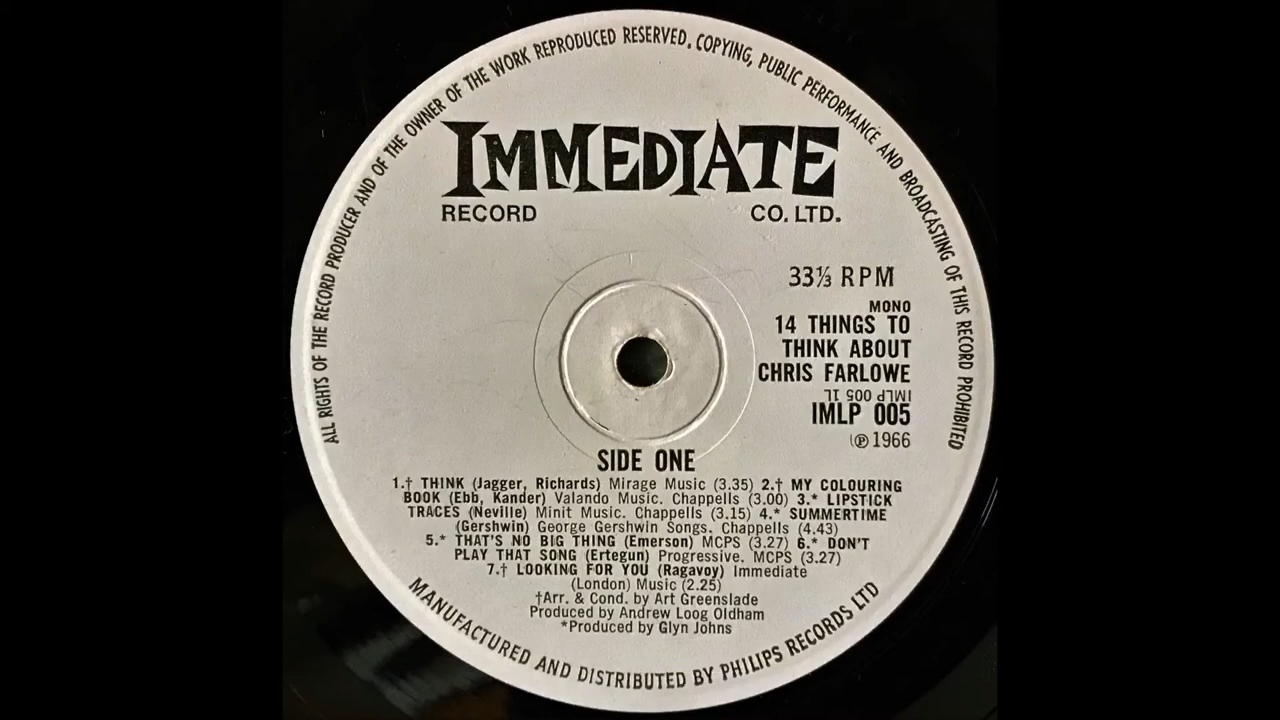 ALL RIGHTS OF THE RECORD PRODUCER AND OF THE OWNER OF THE WORK REPRODUCED RESERVED. COPYING, PUBLIC PERFORMANCE AND BROADCASTING OF THIS RECORD PROHIBITED
IMMEDIATE
RECORD CO. LTD.
33⅓ RPM
MONO
14 THINGS TO
THINK ABOUT
CHRIS FARLOWE
IMLP 005 1L
IMLP 005
℗ 1966
SIDE ONE
1.† THINK (Jagger, Richards) Mirage Music (3.35) 2.† MY COLOURING
BOOK (Ebb, Kander) Valando Music. Chappells (3.00) 3.* LIPSTICK
TRACES (Neville) Minit Music. Chappells (3.15) 4.* SUMMERTIME
(Gershwin) George Gershwin Songs. Chappells (4.43)
5.* THAT'S NO BIG THING (Emerson) MCPS (3.27) 6.* DON'T
PLAY THAT SONG (Ertegun) Progressive. MCPS (3.27)
7.† LOOKING FOR YOU (Ragavoy) Immediate
(London) Music (2.25)
†Arr. & Cond. by Art Greenslade
Produced by Andrew Loog Oldham
*Produced by Glyn Johns
MANUFACTURED AND DISTRIBUTED BY PHILIPS RECORDS LTD